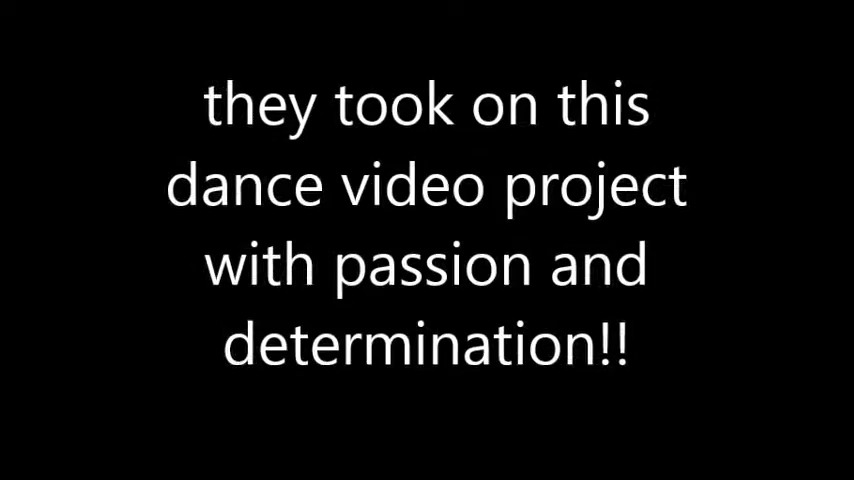 they took on this
dance video project
with passion and
determination!!